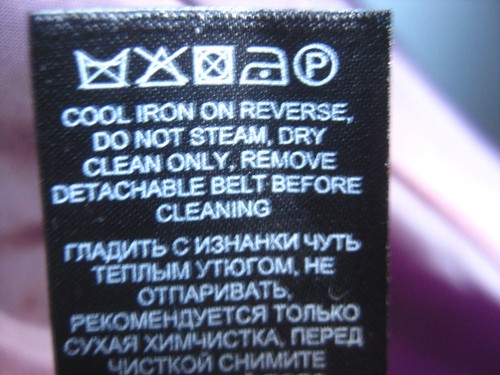 P
COOL IRON ON REVERSE,
DO NOT STEAM, DRY
CLEAN ONLY, REMOVE
DETACHABLE BELT BEFORE
CLEANING
ГЛАДИТЬ С ИЗНАНКИ ЧУТЬ
ТЕПЛЫМ УТЮГОМ, НЕ
ОТПАРИВАТЬ,
РЕКОМЕНДУЕТСЯ ТОЛЬКО
СУХАЯ ХИМЧИСТКА, ПЕРЕД
ЧИСТКОЙ СНИМИТЕ